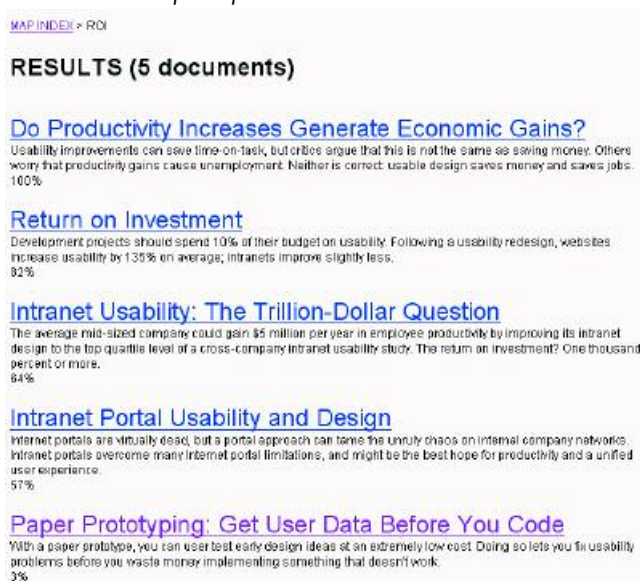 MAP INDEX > ROI
RESULTS (5 documents)
Do Productivity Increases Generate Economic Gains?
Usability improvements can save time-on-task, but critics argue that this is not the same as saving money. Others
worry that productivity gains cause unemployment. Neither is correct: usable design saves money and saves jobs.
100%
Return on Investment
Development projects should spend 10% of their budget on usability. Following a usability redesign, websites
increase usability by 135% on average; intranets improve slightly less.
82%
Intranet Usability: The Trillion-Dollar Question
The average mid-sized company could gain $5 million per year in employee productivity by improving its intranet
design to the top quartile level of a cross-company intranet usability study. The return on investment? One thousand
percent or more.
64%
Intranet Portal Usability and Design
Internet portals are virtually dead, but a portal approach can tame the unruly chaos on internal company networks.
Intranet portals overcome many Internet portal limitations, and might be the best hope for productivity and a unified
user experience.
57%
Paper Prototyping: Get User Data Before You Code
With a paper prototype, you can user test early design ideas at an extremely low cost. Doing so lets you fix usability
problems before you waste money implementing something that doesn't work.
3%